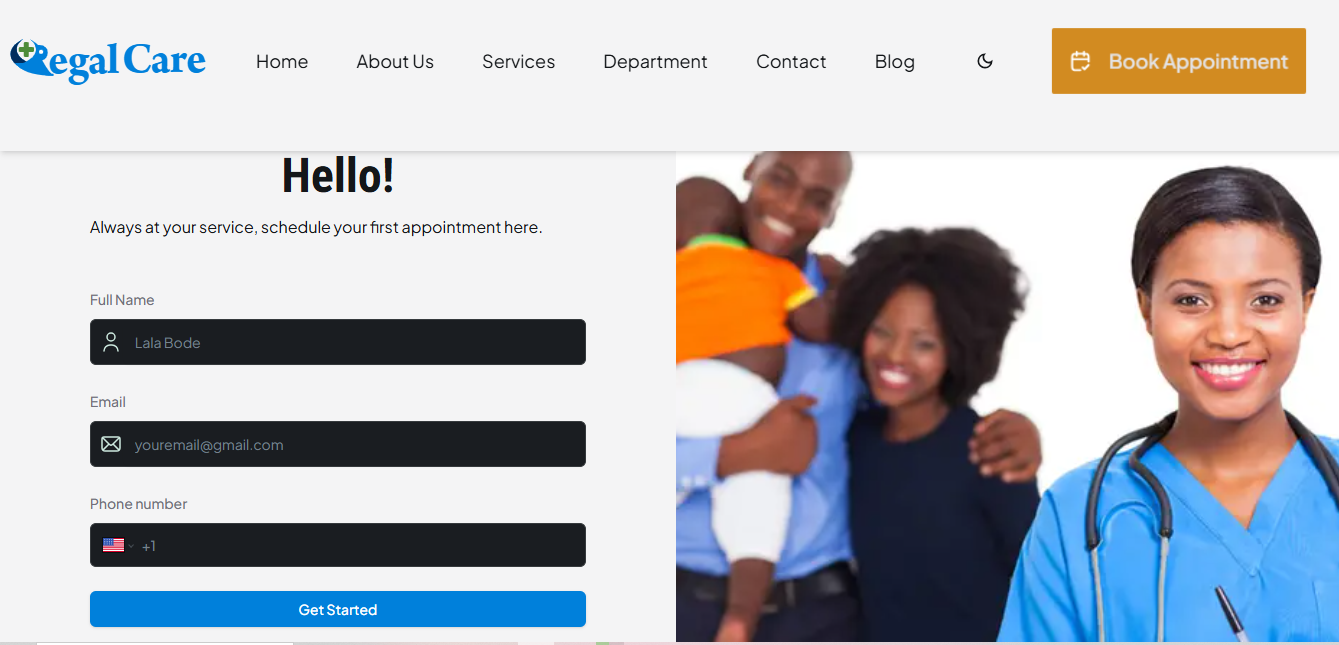 Regal Care
Home
About Us
Services
Department
Contact
Blog
Book Appointment
Hello!
Always at your service, schedule your first appointment here.
Full Name
Lala Bode
Email
youremail@gmail.com
Phone number
+1
Get Started